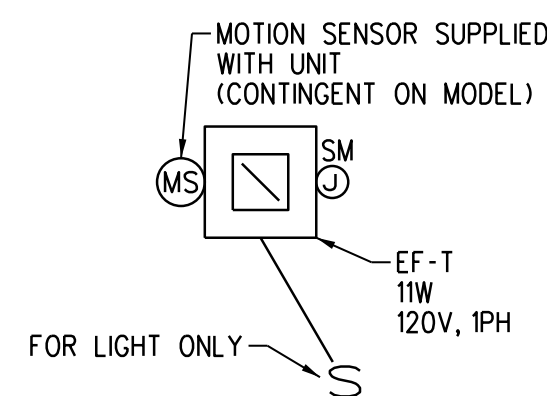 MOTION SENSOR SUPPLIED
WITH UNIT
(CONTINGENT ON MODEL)
SM
MS
J
EF-T
11W
120V, 1PH
FOR LIGHT ONLY
S